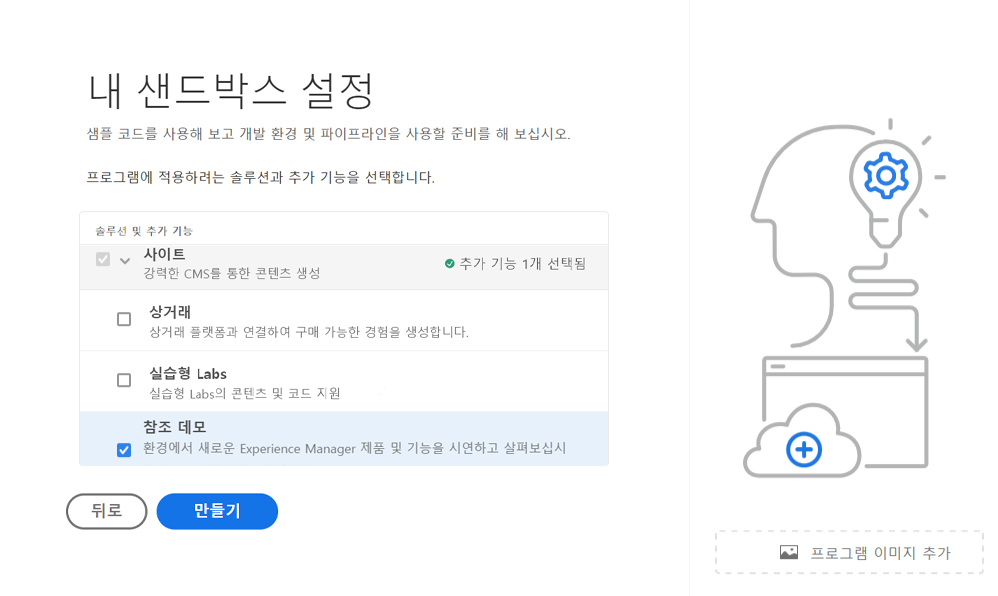 내 샌드박스 설정
샘플 코드를 사용해 보고 개발 환경 및 파이프라인을 사용할 준비를 해 보십시오.
프로그램에 적용하려는 솔루션과 추가 기능을 선택합니다.
솔루션 및 추가 기능
사이트
강력한 CMS를 통한 콘텐츠 생성
추가 기능 1개 선택됨
상거래
상거래 플랫폼과 연결하여 구매 가능한 경험을 생성합니다.
실습형 Labs
실습형 Labs의 콘텐츠 및 코드 지원
참조 데모
환경에서 새로운 Experience Manager 제품 및 기능을 시연하고 살펴보십시
뒤로
만들기
프로그램 이미지 추가